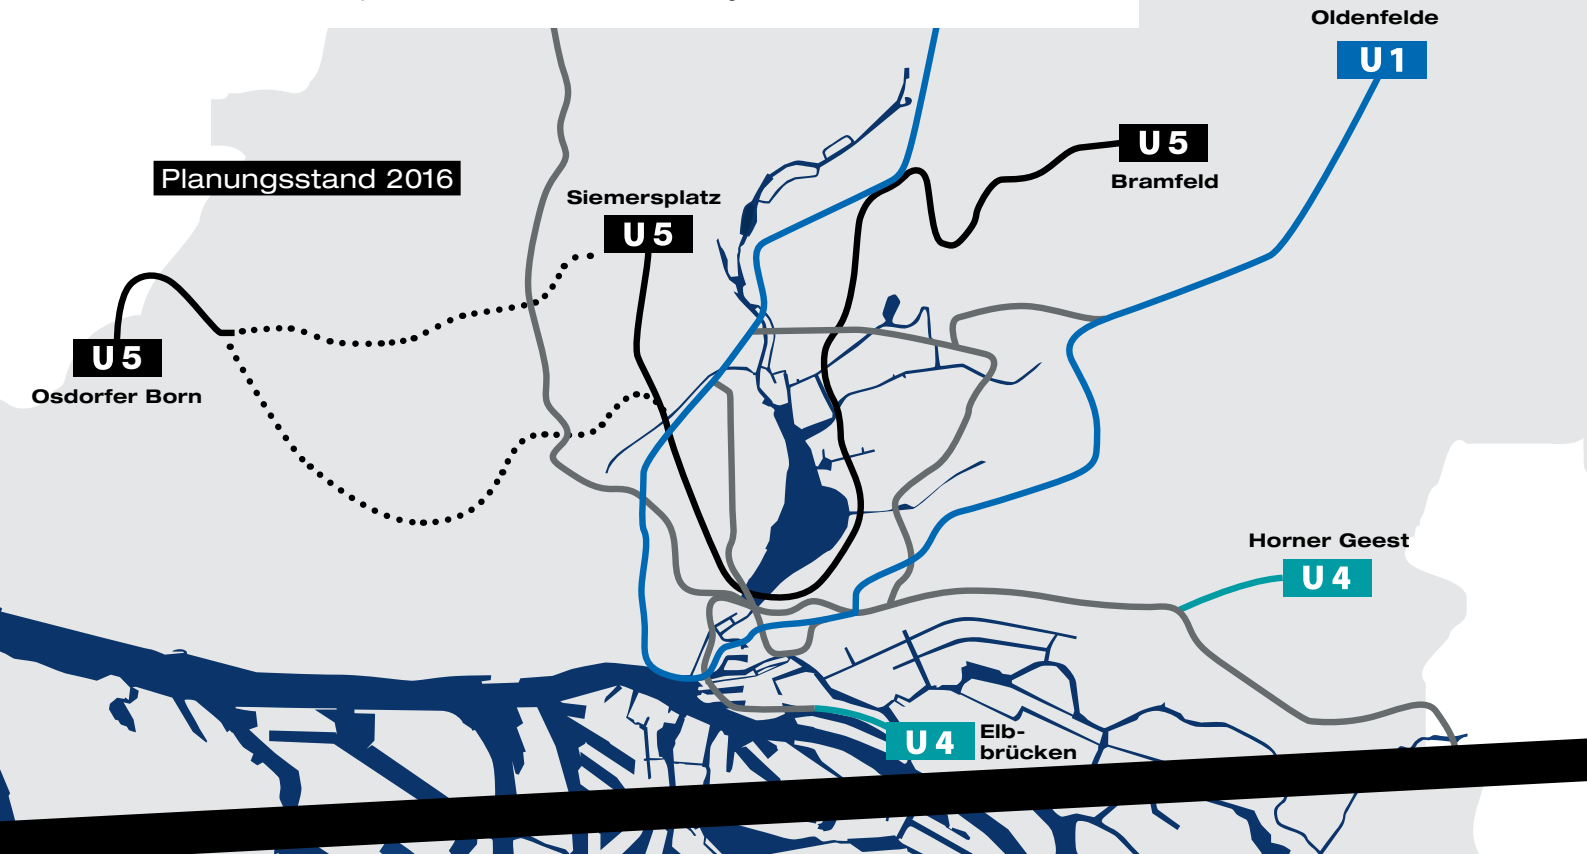 Oldenfelde
U1
U5
Bramfeld
Planungsstand 2016
Siemersplatz
U5
U5
Osdorfer Born
Horner Geest
U4
U4
Elb-
brücken